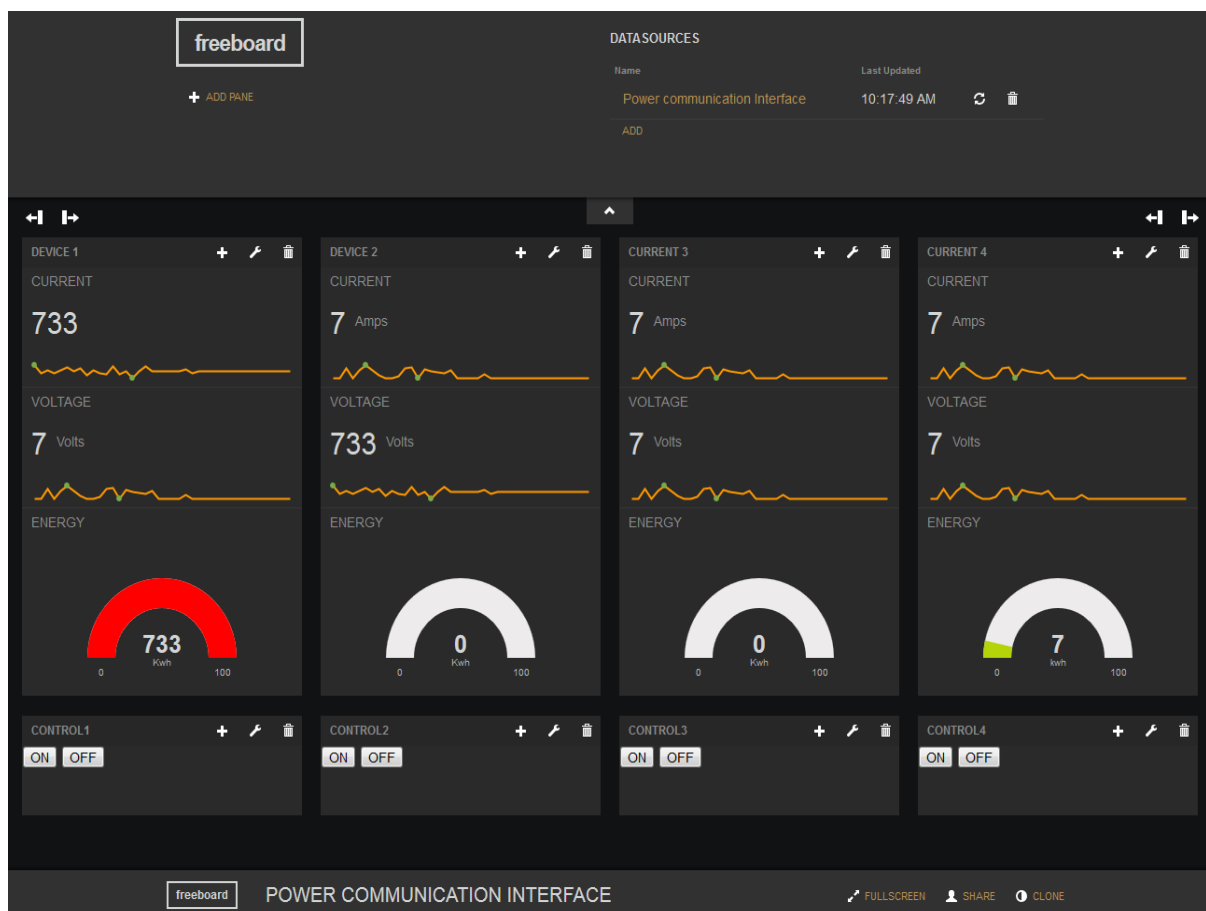 freeboard
ADD PANE
DATASOURCES
Name Last Updated
Power communication Interface 10:17:49 AM
ADD
DEVICE 1
CURRENT
733
VOLTAGE
7 Volts
ENERGY
733
Kwh
0 100
DEVICE 2
CURRENT
7 Amps
VOLTAGE
733 Volts
ENERGY
0
Kwh
0 100
CURRENT 3
CURRENT
7 Amps
VOLTAGE
7 Volts
ENERGY
0
Kwh
0 100
CURRENT 4
CURRENT
7 Amps
VOLTAGE
7 Volts
ENERGY
7
kwh
0 100
CONTROL1
ON OFF
CONTROL2
ON OFF
CONTROL3
ON OFF
CONTROL4
ON OFF
freeboard POWER COMMUNICATION INTERFACE FULLSCREEN SHARE CLONE